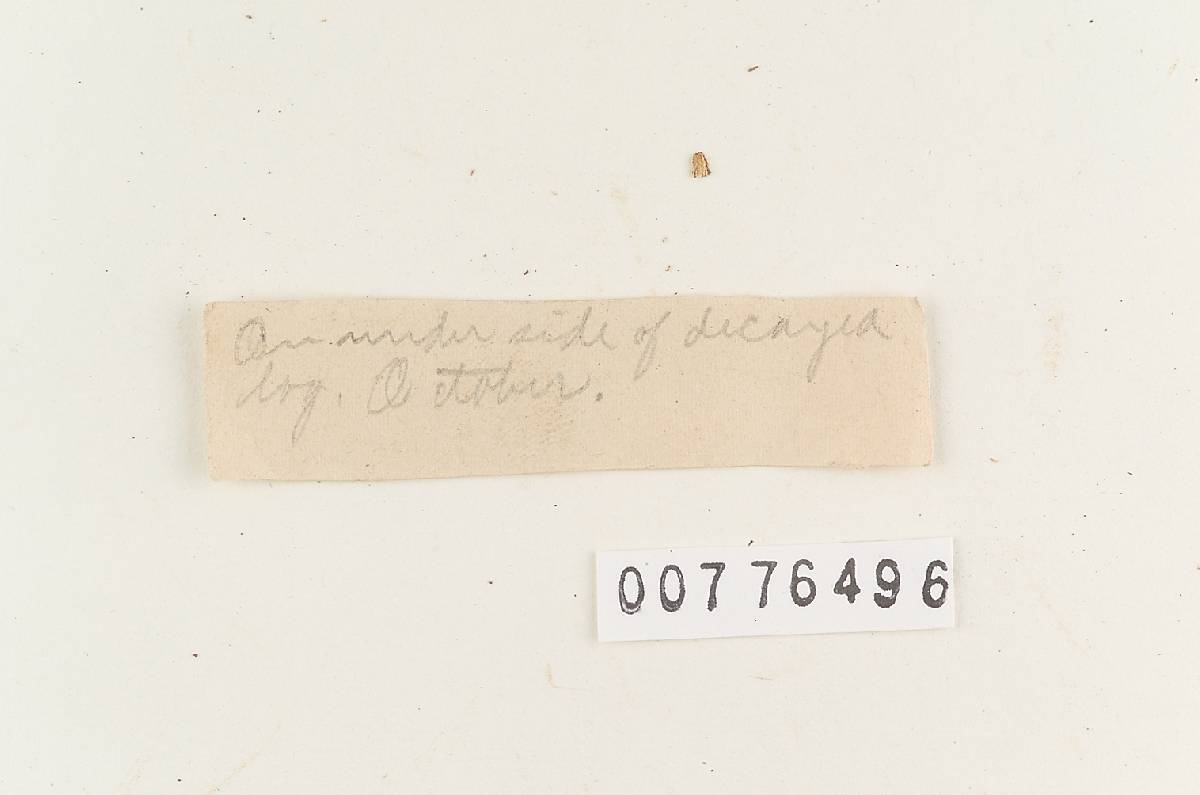 On under side of decayed
log. October.
00776496